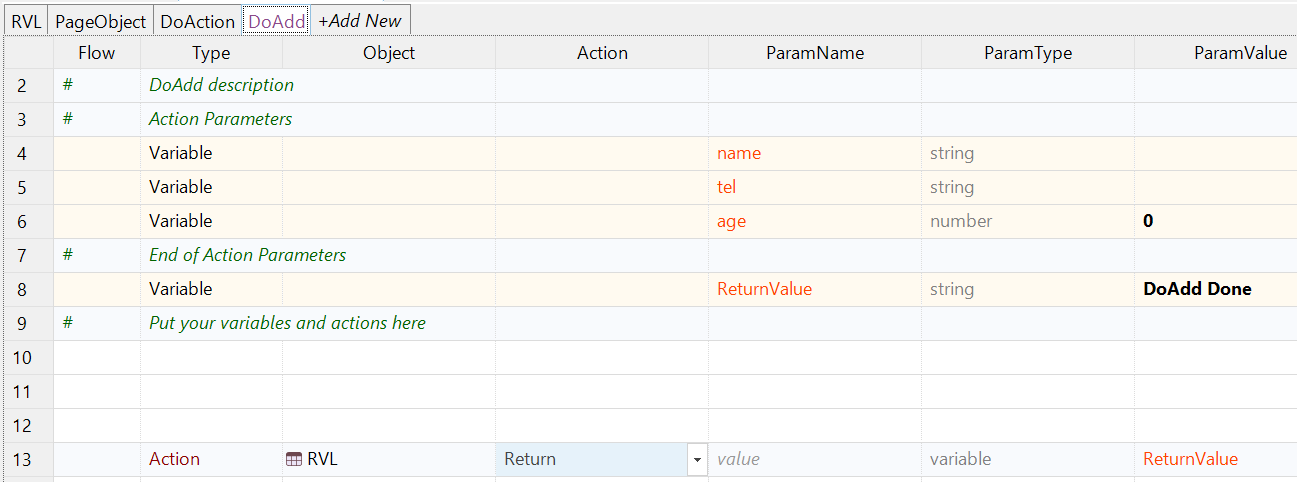 RVL PageObject DoAction DoAdd +Add New
Flow Type Object Action ParamName ParamType ParamValue
2 # DoAdd description
3 # Action Parameters
4 Variable name string
5 Variable tel string
6 Variable age number 0
7 # End of Action Parameters
8 Variable ReturnValue string DoAdd Done
9 # Put your variables and actions here
10
11
12
13 Action RVL Return value variable ReturnValue